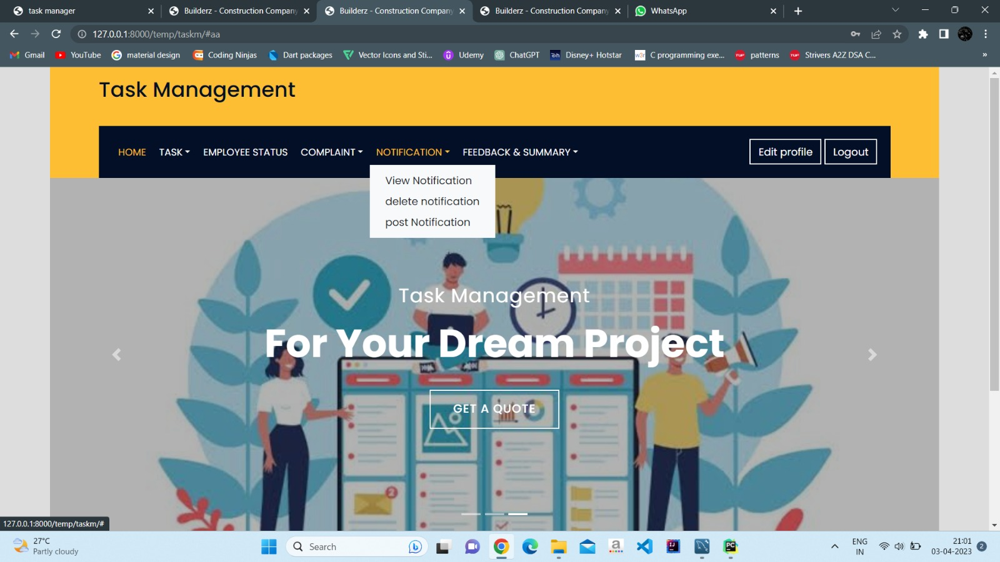 task manager
Builderz - Construction Company
Builderz - Construction Company
Builderz - Construction Company
WhatsApp
127.0.0.1:8000/temp/taskm/#aa
Gmail
YouTube
material design
Coding Ninjas
Dart packages
Vector Icons and Sti...
Udemy
ChatGPT
Disney+ Hotstar
C programming exe...
patterns
Strivers A2Z DSA C...
»
Task Management
HOME
TASK
EMPLOYEE STATUS
COMPLAINT
NOTIFICATION
FEEDBACK & SUMMARY
Edit profile
Logout
View Notification
delete notification
post Notification
Task Management
For Your Dream Project
GET A QUOTE
2
127.0.0.1:8000/temp/taskm/#
27°C
Partly cloudy
Search
ENG
IN
21:01
03-04-2023
2